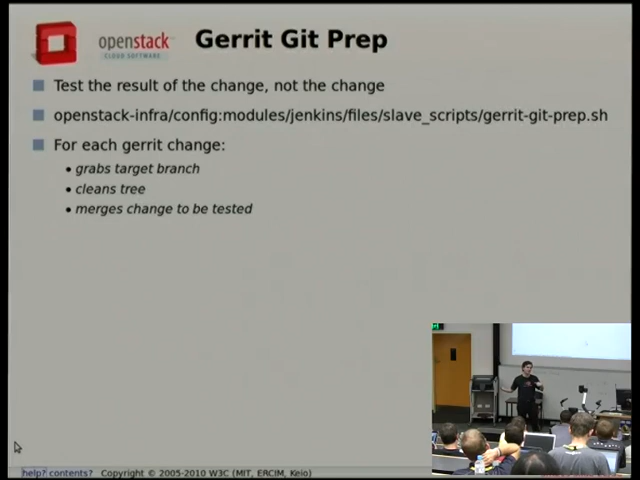 openstack
CLOUD SOFTWARE
Gerrit Git Prep
Test the result of the change, not the change
openstack-infra/config:modules/jenkins/files/slave_scripts/gerrit-git-prep.sh
For each gerrit change:
• grabs target branch
• cleans tree
• merges change to be tested
help? contents? Copyright © 2005-2010 W3C (MIT, ERCIM, Keio)